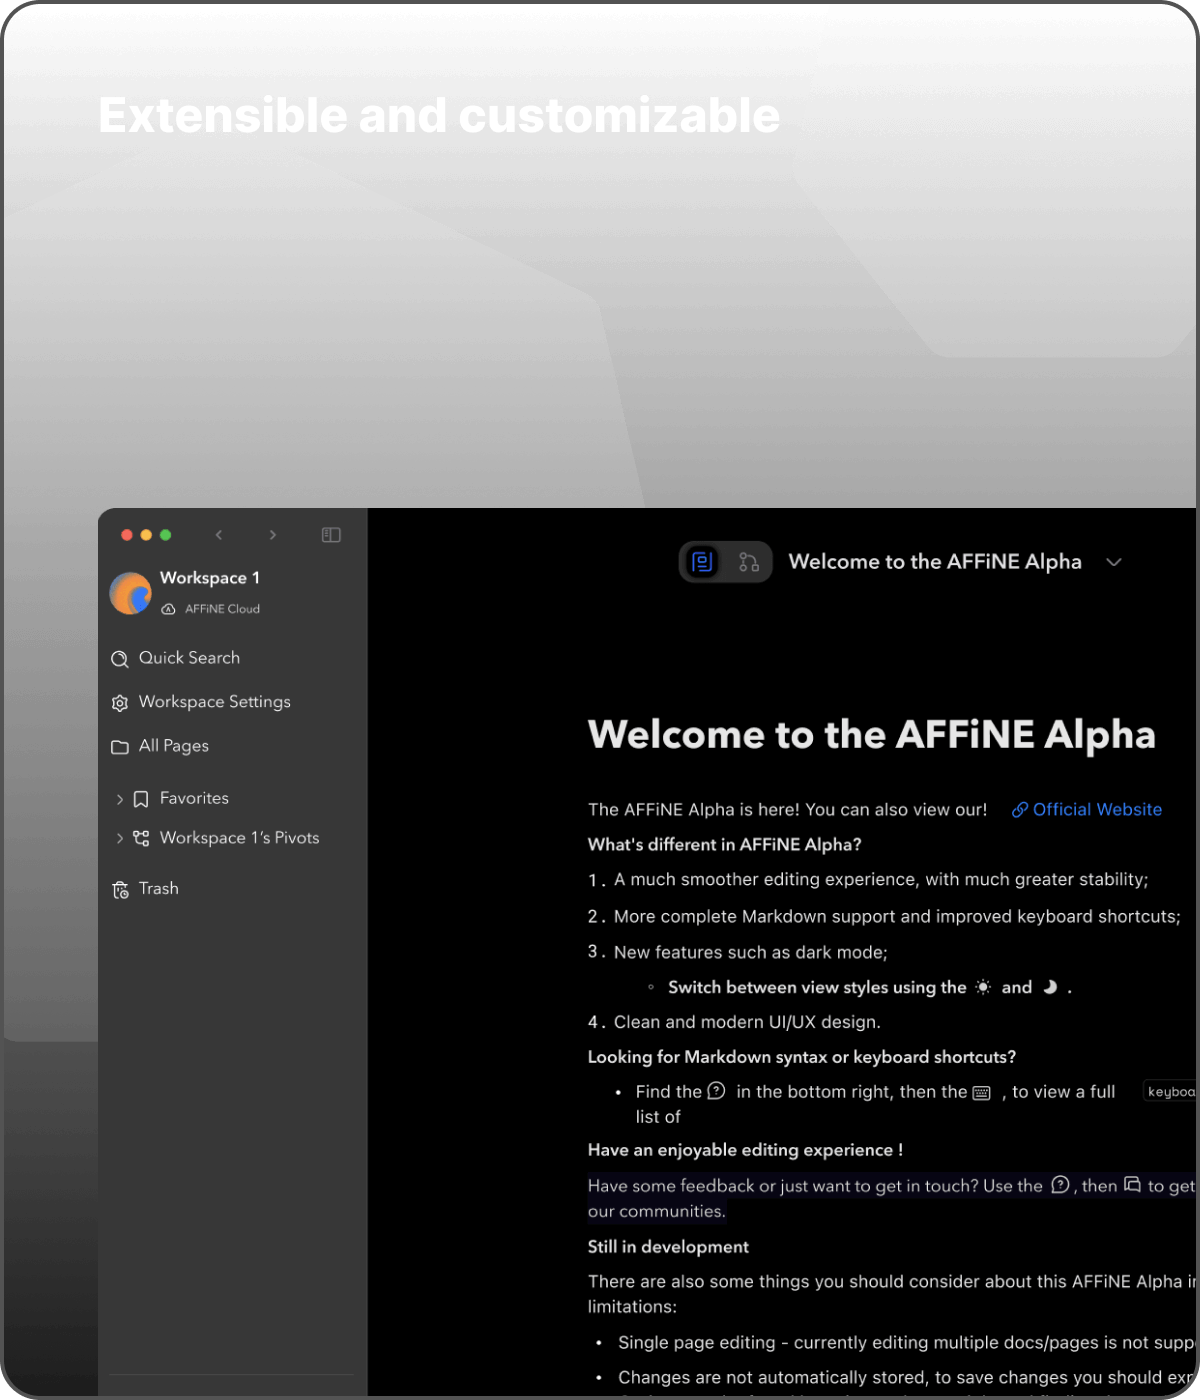 Extensible and customizable
Workspace 1
AFFiNE Cloud
Quick Search
Workspace Settings
All Pages
Favorites
Workspace 1’s Pivots
Trash
Welcome to the AFFiNE Alpha
Welcome to the AFFiNE Alpha
The AFFiNE Alpha is here! You can also view our! Official Website
What's different in AFFiNE Alpha?
1. A much smoother editing experience, with much greater stability;
2. More complete Markdown support and improved keyboard shortcuts;
3. New features such as dark mode;
◦ Switch between view styles using the and .
4. Clean and modern UI/UX design.
Looking for Markdown syntax or keyboard shortcuts?
• Find the in the bottom right, then the , to view a full
list of
Have an enjoyable editing experience !
Have some feedback or just want to get in touch? Use the , then to get
our communities.
Still in development
There are also some things you should consider about this AFFiNE Alpha
limitations:
• Single page editing - currently editing multiple docs/pages is not
• Changes are not automatically stored, to save changes you should